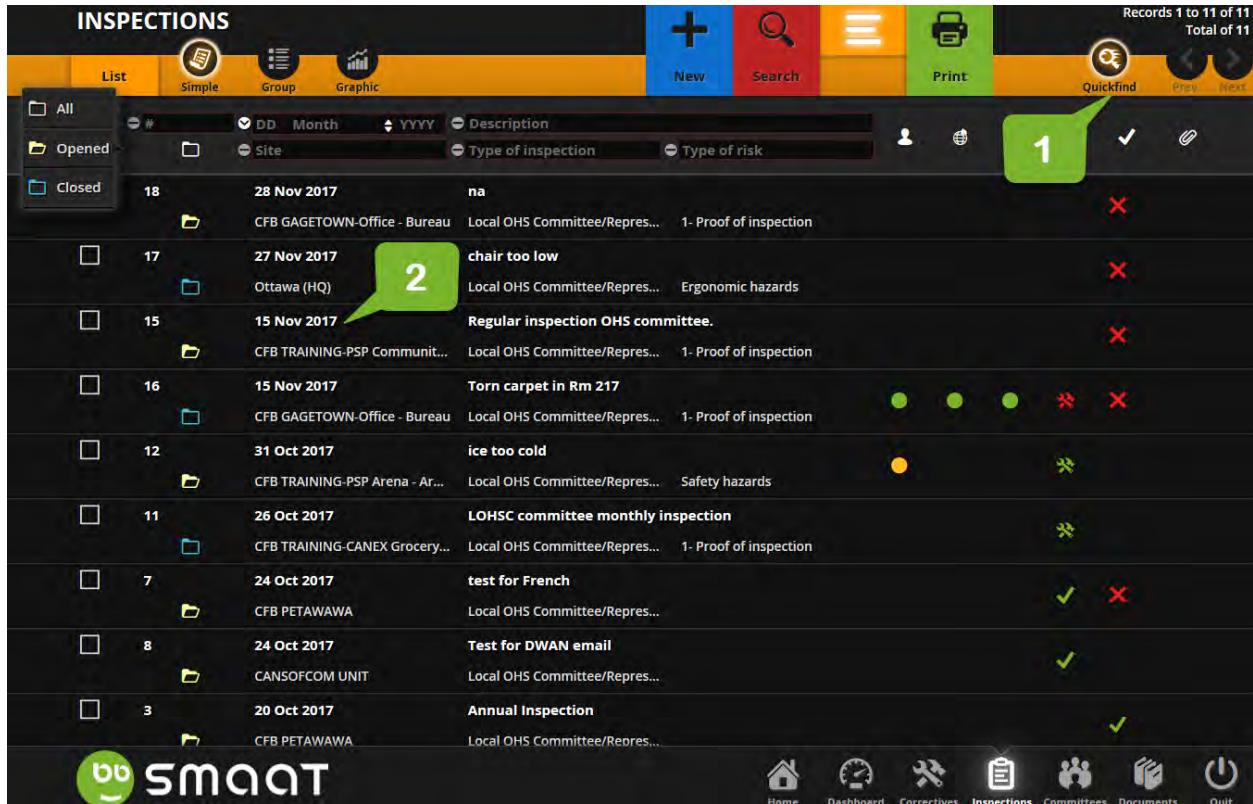 INSPECTIONS
Records 1 to 11 of 11
Total of 11
List
Simple
Group
Graphic
New
Search
Print
Quickfind
Prev
Next
1
All
Opened
Closed
#
DD Month YYYY
Description
Site
Type of inspection
Type of risk
18
28 Nov 2017
na
CFB GAGETOWN-Office - Bureau
Local OHS Committee/Repres...
1- Proof of inspection
17
27 Nov 2017
chair too low
2
Ottawa (HQ)
Local OHS Committee/Repres...
Ergonomic hazards
15
15 Nov 2017
Regular inspection OHS committee.
CFB TRAINING-PSP Communit...
Local OHS Committee/Repres...
1- Proof of inspection
16
15 Nov 2017
Torn carpet in Rm 217
CFB GAGETOWN-Office - Bureau
Local OHS Committee/Repres...
1- Proof of inspection
12
31 Oct 2017
ice too cold
CFB TRAINING-PSP Arena - Ar...
Local OHS Committee/Repres...
Safety hazards
11
26 Oct 2017
LOHSC committee monthly inspection
CFB TRAINING-CANEX Grocery...
Local OHS Committee/Repres...
1- Proof of inspection
7
24 Oct 2017
test for French
CFB PETAWAWA
Local OHS Committee/Repres...
8
24 Oct 2017
Test for DWAN email
CANSOFCOM UNIT
Local OHS Committee/Repres...
3
20 Oct 2017
Annual Inspection
CFB PETAWAWA
Local OHS Committee/Repres...
smaat
Home
Dashboard
Correctives
Inspections
Committees
Documents
Quit